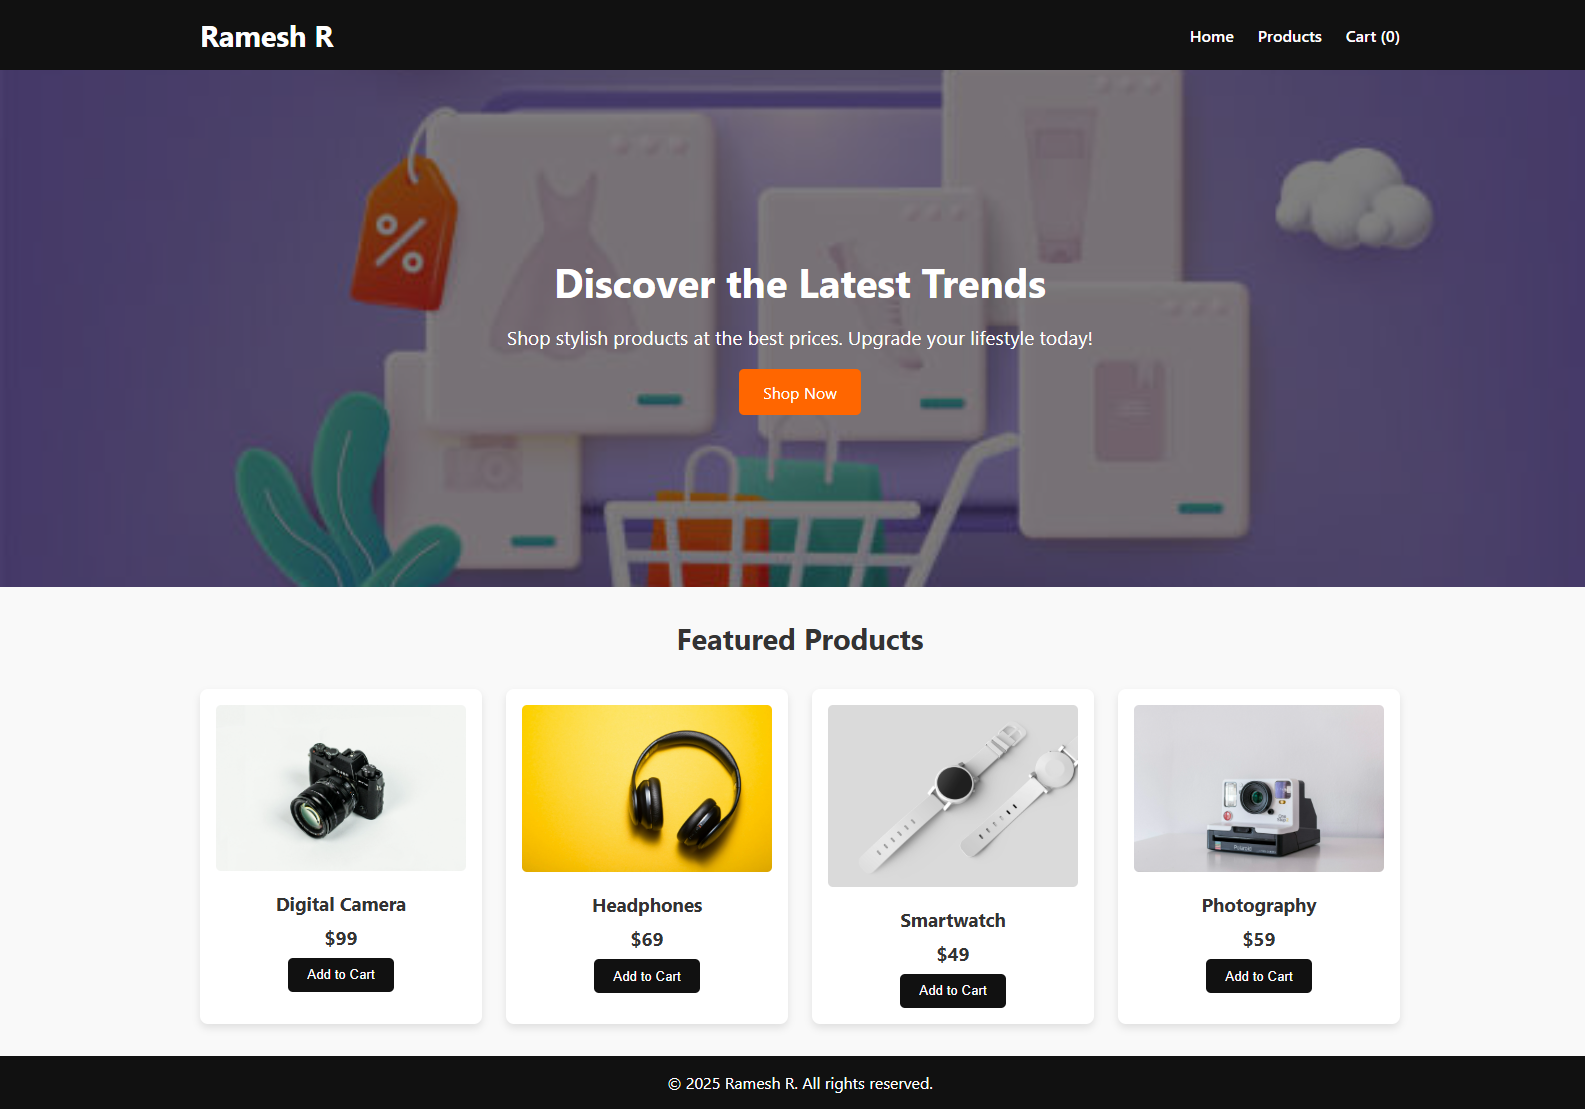 Ramesh R
Home Products Cart (0)
%
Discover the Latest Trends
Shop stylish products at the best prices. Upgrade your lifestyle today!
Shop Now
Featured Products
Polaroid
Digital Camera
Headphones
Smartwatch
Photography
$99
$69
$49
$59
Add to Cart
Add to Cart
Add to Cart
Add to Cart
© 2025 Ramesh R. All rights reserved.